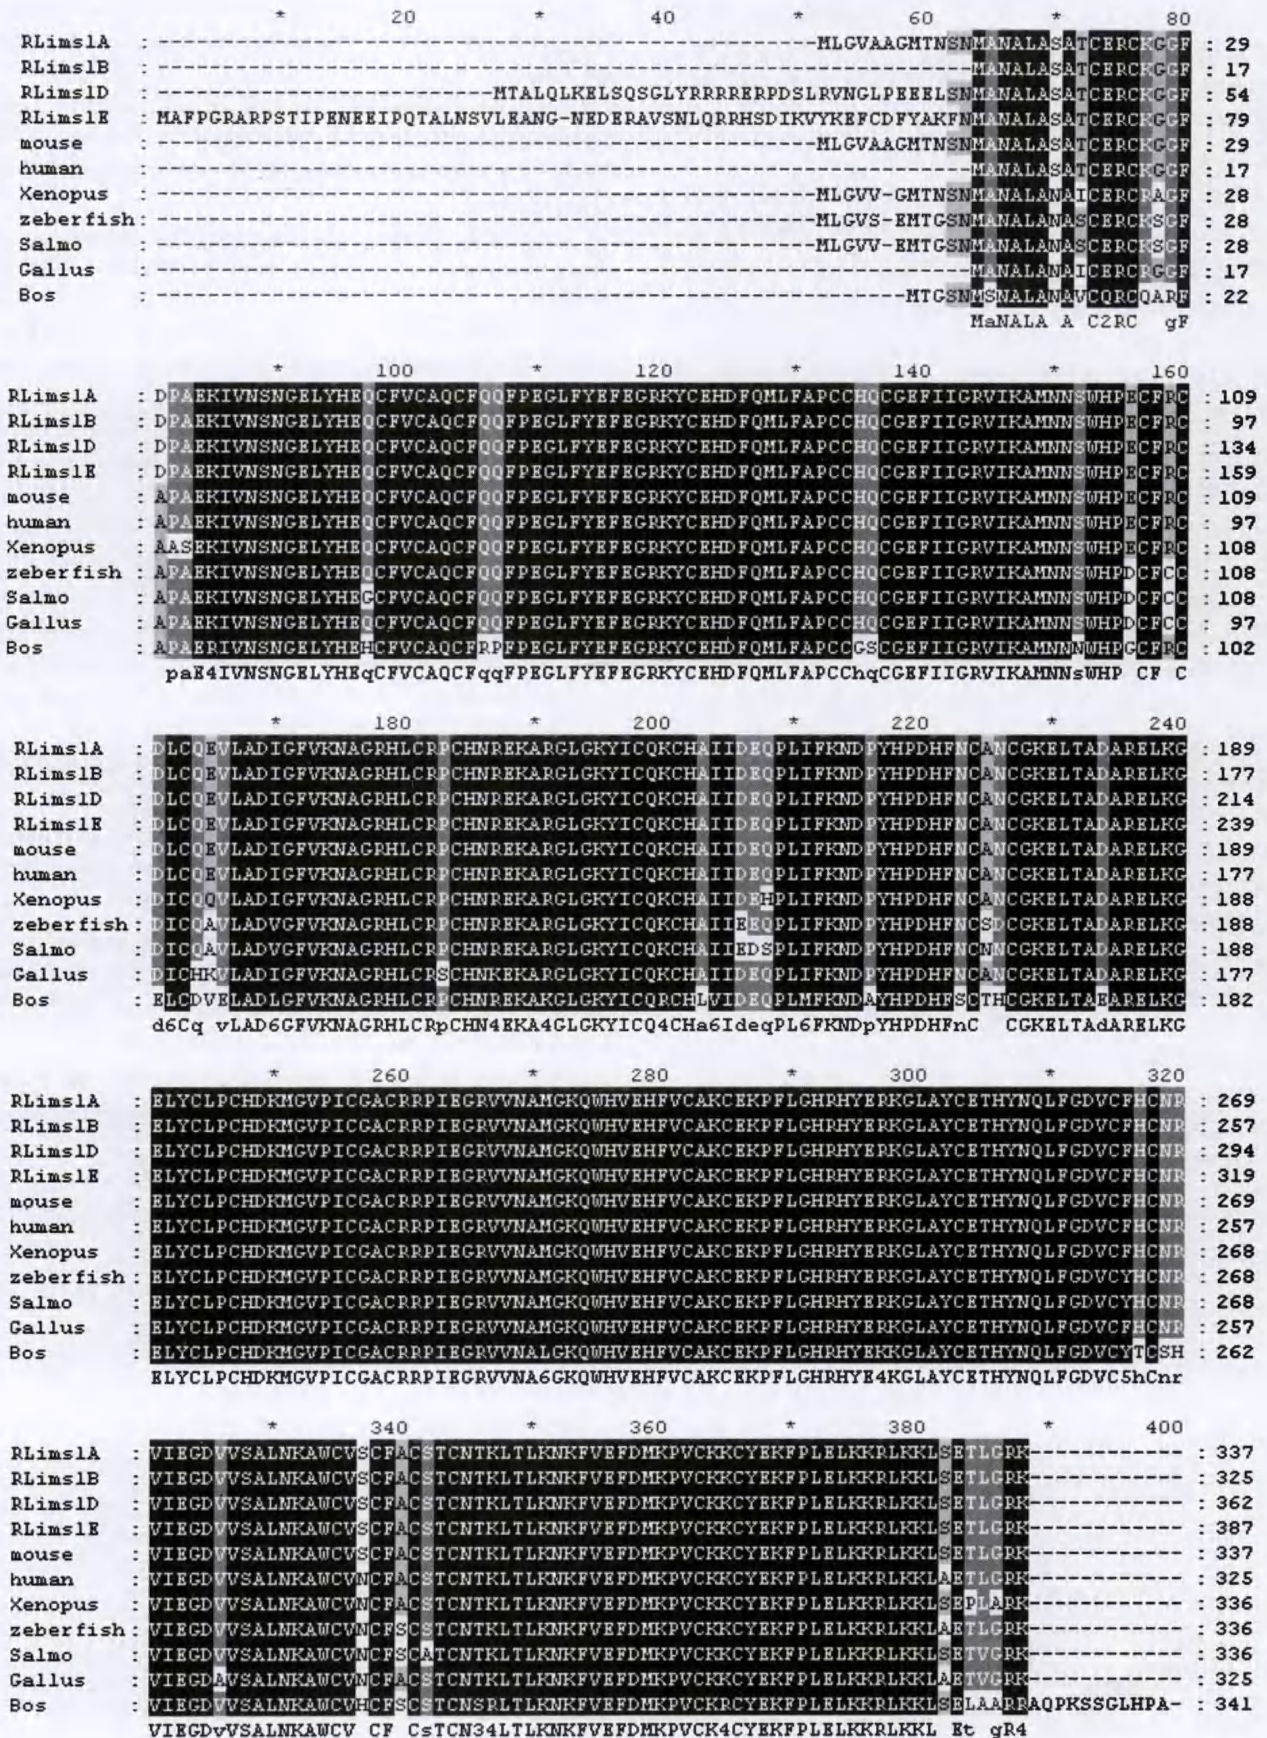 * 20 * 40 * 60 * 80
RLims1A : ---------------------------------------------------MLGVAAGMTNSNMANALASATCERCKGGF : 29
RLims1B : ---------------------------------------------------------------MANALASATCERCKGGF : 17
RLims1D : --------------------------MTALQLKELSQSGLYRRRRERPDSLRVNGLPEEELSNMANALASATCERCKGGF : 54
RLims1E : MAFPGRARPSTIPENEEIPQTALNSVLEANG-NEDERAVSNLQRRHSDIKVYKEFCDFYAKFNMANALASATCERCKGGF : 79
mouse : ---------------------------------------------------MLGVAAGMTNSNMANALASATCERCKGGF : 29
human : ---------------------------------------------------------------MANALASATCERCKGGF : 17
Xenopus : ---------------------------------------------------MLGVV-GMTNSNMANALANAICERCRAGF : 28
zeberfish : ---------------------------------------------------MLGVS-EMTGSNMANALANASCERCKSGF : 28
Salmo : ---------------------------------------------------MLGVV-EMTGSNMANALANASCERCKSGF : 28
Gallus : ---------------------------------------------------------------MANALANAICERCRGGF : 17
Bos : ----------------------------------------------------------MTGSNMSNALANAVCQRCQARF : 22
MaNALA A C2RC gF
* 100 * 120 * 140 * 160
RLims1A : DPAEKIVNSNGELYHEQCFVCAQCFQQFPEGLFYEFEGRKYCEHDFQMLFAPCCHQCGEFIIGRVIKAMNNSWHPECFRC : 109
RLims1B : DPAEKIVNSNGELYHEQCFVCAQCFQQFPEGLFYEFEGRKYCEHDFQMLFAPCCHQCGEFIIGRVIKAMNNSWHPECFRC : 97
RLims1D : DPAEKIVNSNGELYHEQCFVCAQCFQQFPEGLFYEFEGRKYCEHDFQMLFAPCCHQCGEFIIGRVIKAMNNSWHPECFRC : 134
RLims1E : DPAEKIVNSNGELYHEQCFVCAQCFQQFPEGLFYEFEGRKYCEHDFQMLFAPCCHQCGEFIIGRVIKAMNNSWHPECFRC : 159
mouse : APAEKIVNSNGELYHEQCFVCAQCFQQFPEGLFYEFEGRKYCEHDFQMLFAPCCHQCGEFIIGRVIKAMNNSWHPECFRC : 109
human : APAEKIVNSNGELYHEQCFVCAQCFQQFPEGLFYEFEGRKYCEHDFQMLFAPCCHQCGEFIIGRVIKAMNNSWHPECFRC : 97
Xenopus : AASEKIVNSNGELYHEQCFVCAQCFQQFPEGLFYEFEGRKYCEHDFQMLFAPCCHQCGEFIIGRVIKAMNNSWHPECFRC : 108
zeberfish : APAEKIVNSNGELYHEQCFVCAQCFQQFPEGLFYEFEGRKYCEHDFQMLFAPCCHQCGEFIIGRVIKAMNNSWHPDCFCC : 108
Salmo : APAEKIVNSNGELYHEGCFVCAQCFQQFPEGLFYEFEGRKYCEHDFQMLFAPCCHQCGEFIIGRVIKAMNNSWHPDCFCC : 108
Gallus : APAEKIVNSNGELYHEQCFVCAQCFQQFPEGLFYEFEGRKYCEHDFQMLFAPCCHQCGEFIIGRVIKAMNNSWHPDCFCC : 97
Bos : APAERIVNSNGELYHEHCFVCAQCFRPFPEGLFYEFEGRKYCEHDFQMLFAPCCGSCGEFIIGRVIKAMNNNWHPGCFRC : 102
paE4IVNSNGELYHEqCFVCAQCFqqFPEGLFYEFEGRKYCEHDFQMLFAPCChqCGEFIIGRVIKAMNNsWHP CF C
* 180 * 200 * 220 * 240
RLims1A : DLCQEVLADIGFVKNAGRHLCRPCHNREKARGLGKYICQKCHAIIDEQPLIFKNDPYHPDHFNCANCGKELTADARELKG : 189
RLims1B : DLCQEVLADIGFVKNAGRHLCRPCHNREKARGLGKYICQKCHAIIDEQPLIFKNDPYHPDHFNCANCGKELTADARELKG : 177
RLims1D : DLCQEVLADIGFVKNAGRHLCRPCHNREKARGLGKYICQKCHAIIDEQPLIFKNDPYHPDHFNCANCGKELTADARELKG : 214
RLims1E : DLCQEVLADIGFVKNAGRHLCRPCHNREKARGLGKYICQKCHAIIDEQPLIFKNDPYHPDHFNCANCGKELTADARELKG : 239
mouse : DLCQEVLADIGFVKNAGRHLCRPCHNREKARGLGKYICQKCHAIIDEQPLIFKNDPYHPDHFNCANCGKELTADARELKG : 189
human : DLCQEVLADIGFVKNAGRHLCRPCHNREKARGLGKYICQKCHAIIDEQPLIFKNDPYHPDHFNCANCGKELTADARELKG : 177
Xenopus : DICQQVLADIGFVKNAGRHLCRPCHNREKARGLGKYICQKCHAIIDEHPLIFKNDPYHPDHFNCANCGKELTADARELKG : 188
zeberfish : DICQAVLADVGFVKNAGRHLCRPCHNREKARGLGKYICQKCHAIIEEQPLIFKNDPYHPDHFNCSDCGKELTADARELKG : 188
Salmo : DICQAVLADVGFVKNAGRHLCRPCHNREKARGLGKYICQKCHAIIEDSPLIFKNDPYHPDHFNCNNCGKELTADARELKG : 188
Gallus : DICHKVLADIGFVKNAGRHLCRSCHNKEKARGLGKYICQKCHAIIDEQPLIFKNDPYHPDHFNCANCGKELTADARELKG : 177
Bos : ELCDVELADLGFVKNAGRHLCRPCHNREKAKGLGKYICQRCHLVIDEQPLMFKNDAYHPDHFSCTHCGKELTAEARELKG : 182
d6Cq vLAD6GFVKNAGRHLCRpCHN4EKA4GLGKYICQ4CHa6IdeqPL6FKNDpYHPDHFnC CGKELTAdARELKG
* 260 * 280 * 300 * 320
RLims1A : ELYCLPCHDKMGVPICGACRRPIEGRVVNAMGKQWHVEHFVCAKCEKPFLGHRHYERKGLAYCETHYNQLFGDVCFHCNR : 269
RLims1B : ELYCLPCHDKMGVPICGACRRPIEGRVVNAMGKQWHVEHFVCAKCEKPFLGHRHYERKGLAYCETHYNQLFGDVCFHCNR : 257
RLims1D : ELYCLPCHDKMGVPICGACRRPIEGRVVNAMGKQWHVEHFVCAKCEKPFLGHRHYERKGLAYCETHYNQLFGDVCFHCNR : 294
RLims1E : ELYCLPCHDKMGVPICGACRRPIEGRVVNAMGKQWHVEHFVCAKCEKPFLGHRHYERKGLAYCETHYNQLFGDVCFHCNR : 319
mouse : ELYCLPCHDKMGVPICGACRRPIEGRVVNAMGKQWHVEHFVCAKCEKPFLGHRHYERKGLAYCETHYNQLFGDVCFHCNR : 269
human : ELYCLPCHDKMGVPICGACRRPIEGRVVNAMGKQWHVEHFVCAKCEKPFLGHRHYERKGLAYCETHYNQLFGDVCFHCNR : 257
Xenopus : ELYCLPCHDKMGVPICGACRRPIEGRVVNAMGKQWHVEHFVCAKCEKPFLGHRHYERKGLAYCETHYNQLFGDVCFHCNR : 268
zeberfish : ELYCLPCHDKMGVPICGACRRPIEGRVVNAMGKQWHVEHFVCAKCEKPFLGHRHYERKGLAYCETHYNQLFGDVCYHCNR : 268
Salmo : ELYCLPCHDKMGVPICGACRRPIEGRVVNAMGKQWHVEHFVCAKCEKPFLGHRHYERKGLAYCETHYNQLFGDVCYHCNR : 268
Gallus : ELYCLPCHDKMGVPICGACRRPIEGRVVNAMGKQWHVEHFVCAKCEKPFLGHRHYERKGLAYCETHYNQLFGDVCFHCNR : 257
Bos : ELYCLPCHDKMGVPICGACRRPIEGRVVNALGKQWHVEHFVCAKCEKPFLGHRHYEKKGLAYCETHYNQLFGDVCYTCSH : 262
ELYCLPCHDKMGVPICGACRRPIEGRVVNA6GKQWHVEHFVCAKCEKPFLGHRHYE4KGLAYCETHYNQLFGDVC5hCnr
* 340 * 360 * 380 * 400
RLims1A : VIEGDVVSALNKAWCVSCFACSTCNTKLTLKNKFVEFDMKPVCKKCYEKFPLELKKRLKKLSETLGRK------------ : 337
RLims1B : VIEGDVVSALNKAWCVSCFACSTCNTKLTLKNKFVEFDMKPVCKKCYEKFPLELKKRLKKLSETLGRK------------ : 325
RLims1D : VIEGDVVSALNKAWCVSCFACSTCNTKLTLKNKFVEFDMKPVCKKCYEKFPLELKKRLKKLSETLGRK------------ : 362
RLims1E : VIEGDVVSALNKAWCVSCFACSTCNTKLTLKNKFVEFDMKPVCKKCYEKFPLELKKRLKKLSETLGRK------------ : 387
mouse : VIEGDVVSALNKAWCVSCFACSTCNTKLTLKNKFVEFDMKPVCKKCYEKFPLELKKRLKKLSETLGRK------------ : 337
human : VIEGDVVSALNKAWCVNCFACSTCNTKLTLKNKFVEFDMKPVCKKCYEKFPLELKKRLKKLAETLGRK------------ : 325
Xenopus : VIEGDVVSALNKAWCVNCFACSTCNTKLTLKNKFVEFDMKPVCKKCYEKFPLELKKRLKKLSEPLARK------------ : 336
zeberfish : VIEGDVVSALNKAWCVNCFSCSTCNTKLTLKNKFVEFDMKPVCKKCYEKFPLELKKRLKKLAETLGRK------------ : 336
Salmo : VIEGDVVSALNKAWCVNCFSCATCNTKLTLKNKFVEFDMKPVCKKCYEKFPLELKKRLKKLSETVGRK------------ : 336
Gallus : VIEGDAVSALNKAWCVNCFACSTCNTKLTLKNKFVEFDMKPVCKKCYEKFPLELKKRLKKLAETVGRK------------ : 325
Bos : VIEGDVVSALNKAWCVHCFSCSTCNSRLTLKNKFVEFDMKPVCKRCYEKFPLELKKRLKKLSELAARRAQPKSSGLHPA- : 341
VIEGDvVSALNKAWCV CF CsTCN34LTLKNKFVEFDMKPVCK4CYEKFPLELKKRLKKL Et gR4